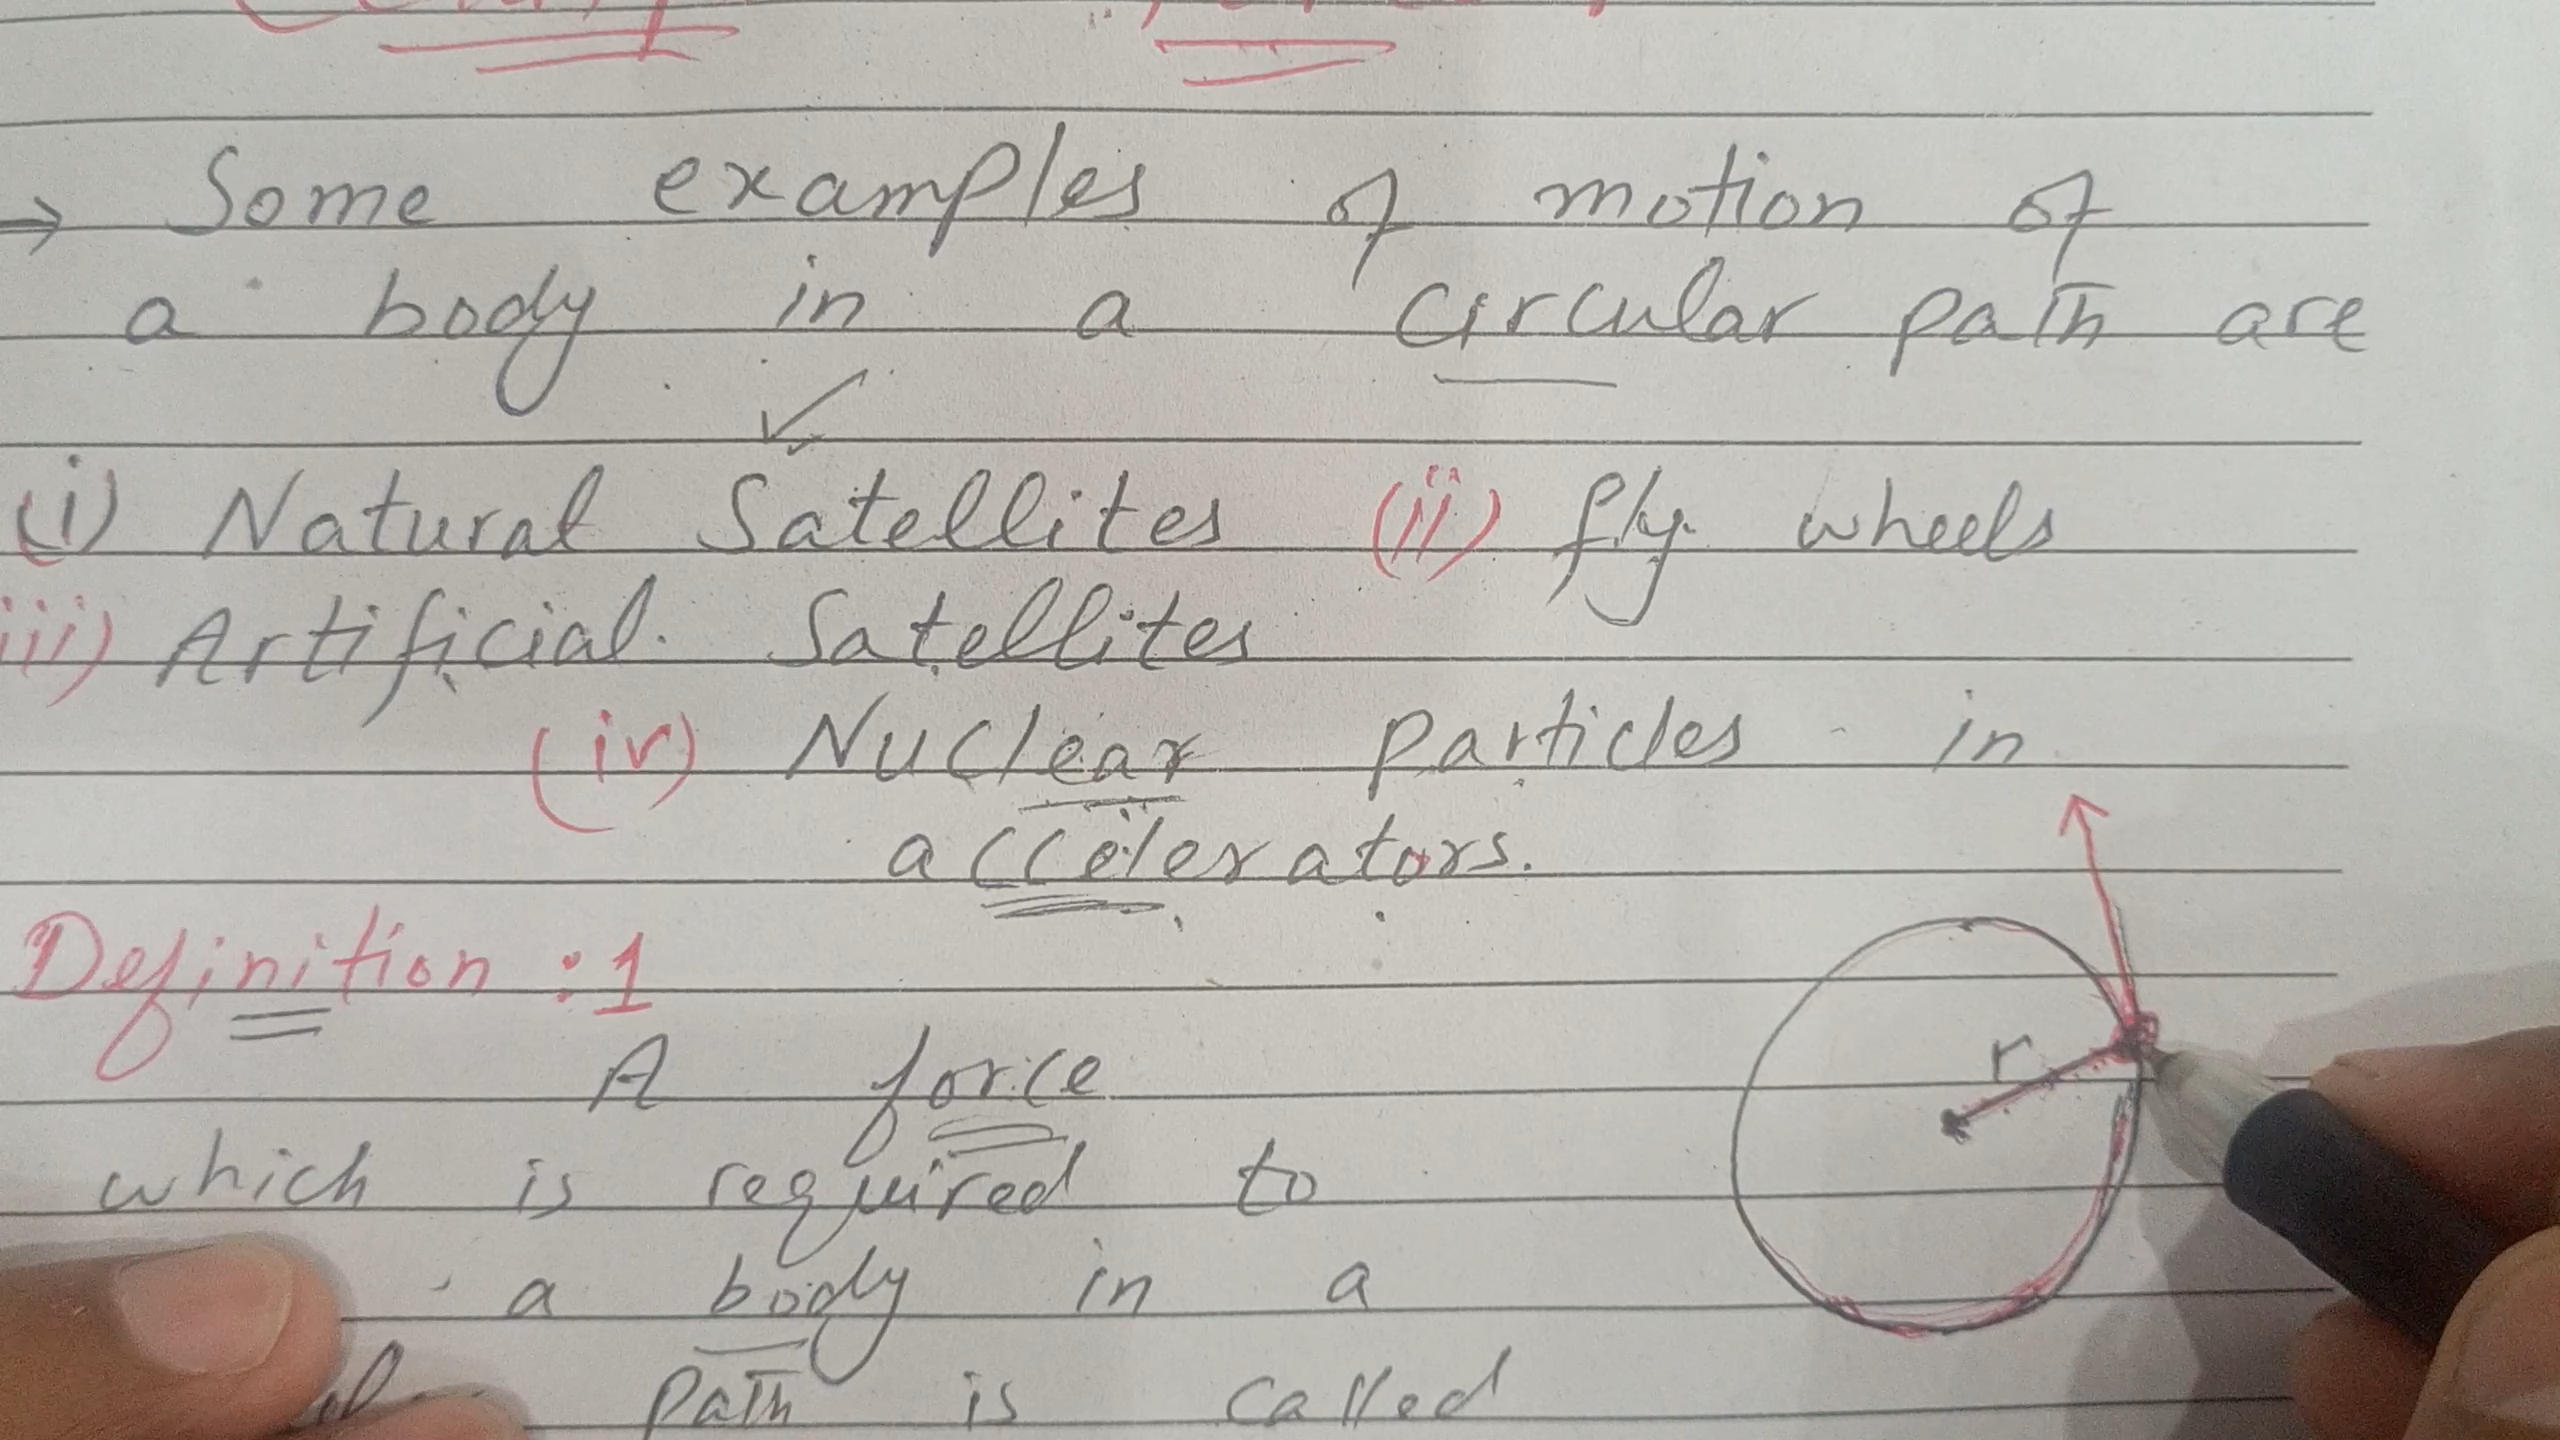 → Some examples of motion of
a body in a circular path are
(i) Natural Satellites (ii) fly wheels
iii) Artificial Satellites
(iv) Nuclear particles in
accelerators.
Definition :1
A force
which is required to
a body in a
path is called
r